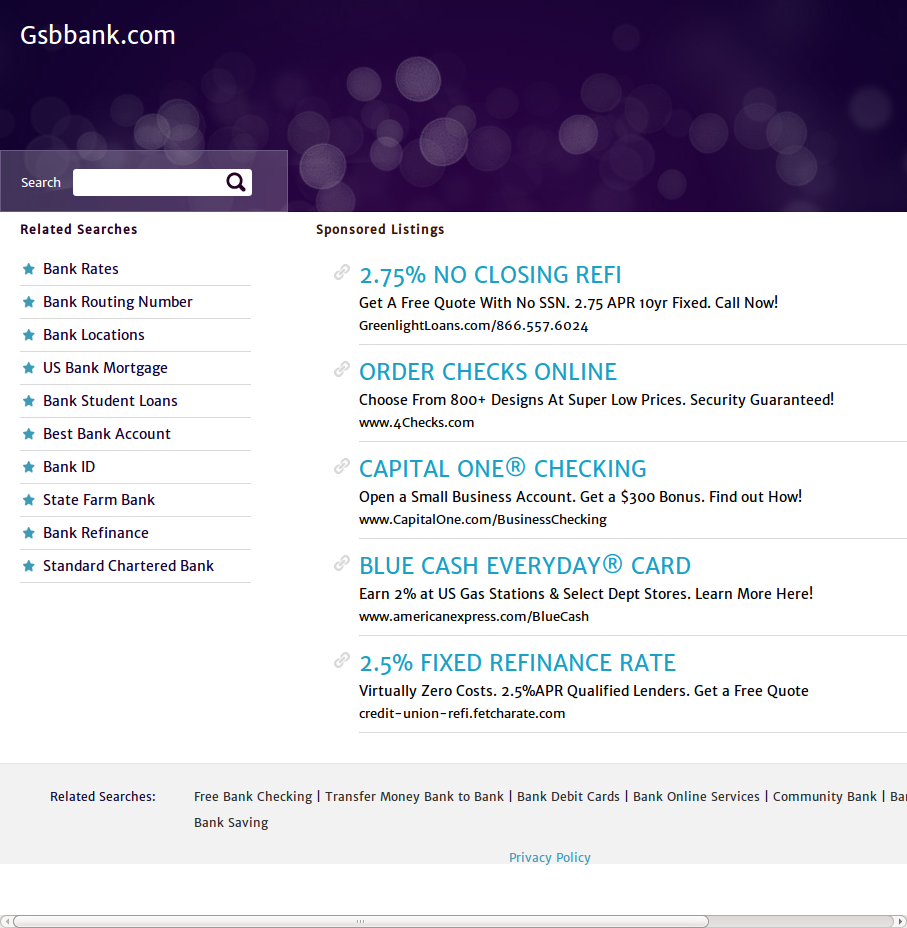 Gsbbank.com
Search
Related Searches
Bank Rates
Bank Routing Number
Bank Locations
US Bank Mortgage
Bank Student Loans
Best Bank Account
Bank ID
State Farm Bank
Bank Refinance
Standard Chartered Bank
Sponsored Listings
2.75% NO CLOSING REFI
Get A Free Quote With No SSN. 2.75 APR 10yr Fixed. Call Now!
GreenlightLoans.com/866.557.6024
ORDER CHECKS ONLINE
Choose From 800+ Designs At Super Low Prices. Security Guaranteed!
www.4Checks.com
CAPITAL ONE® CHECKING
Open a Small Business Account. Get a $300 Bonus. Find out How!
www.CapitalOne.com/BusinessChecking
BLUE CASH EVERYDAY® CARD
Earn 2% at US Gas Stations & Select Dept Stores. Learn More Here!
www.americanexpress.com/BlueCash
2.5% FIXED REFINANCE RATE
Virtually Zero Costs. 2.5%APR Qualified Lenders. Get a Free Quote
credit-union-refi.fetcharate.com
Related Searches: Free Bank Checking | Transfer Money Bank to Bank | Bank Debit Cards | Bank Online Services | Community Bank |
Bank Saving
Privacy Policy